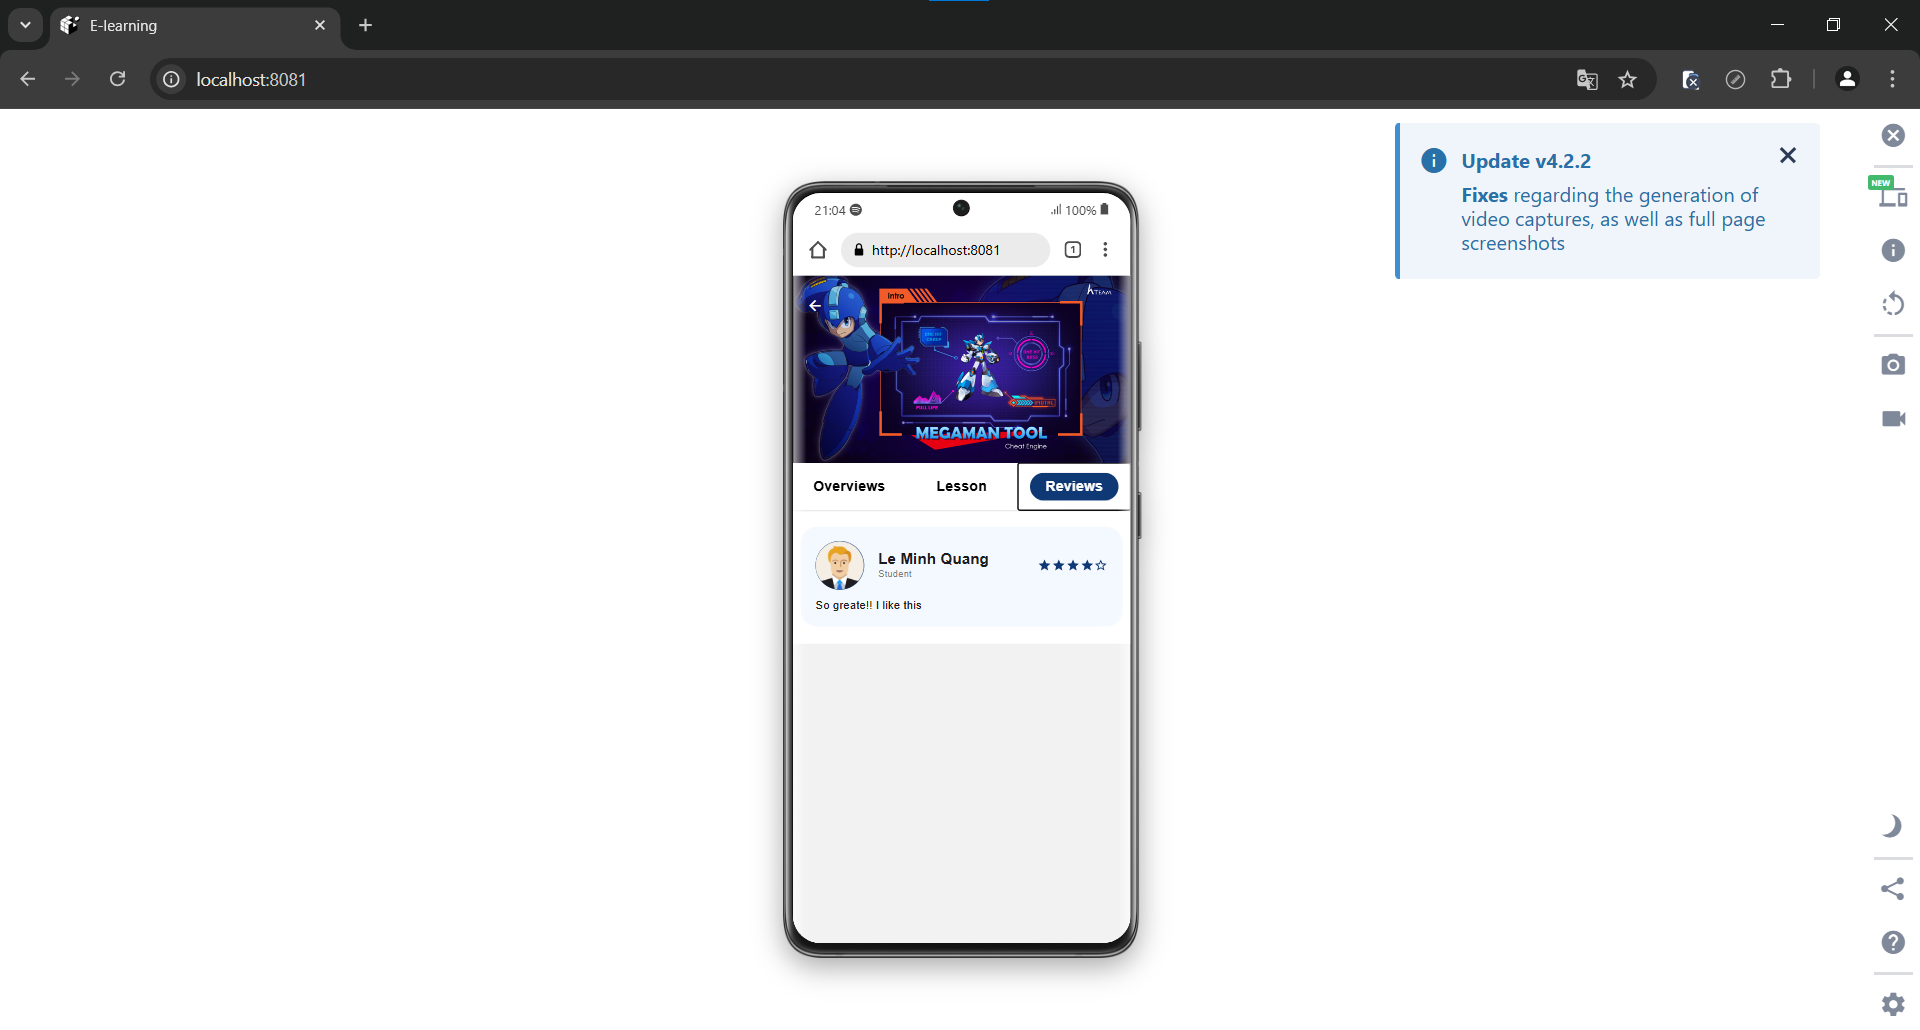 E-learning
localhost:8081
Update v4.2.2
Fixes regarding the generation of
video captures, as well as full page
screenshots
NEW
21:04
100%
http://localhost:8081
1
Intro
TEAM
MEGAMAN TOOL
Cheat Engine
Overviews
Lesson
Reviews
Le Minh Quang
Student
So greate!! I like this